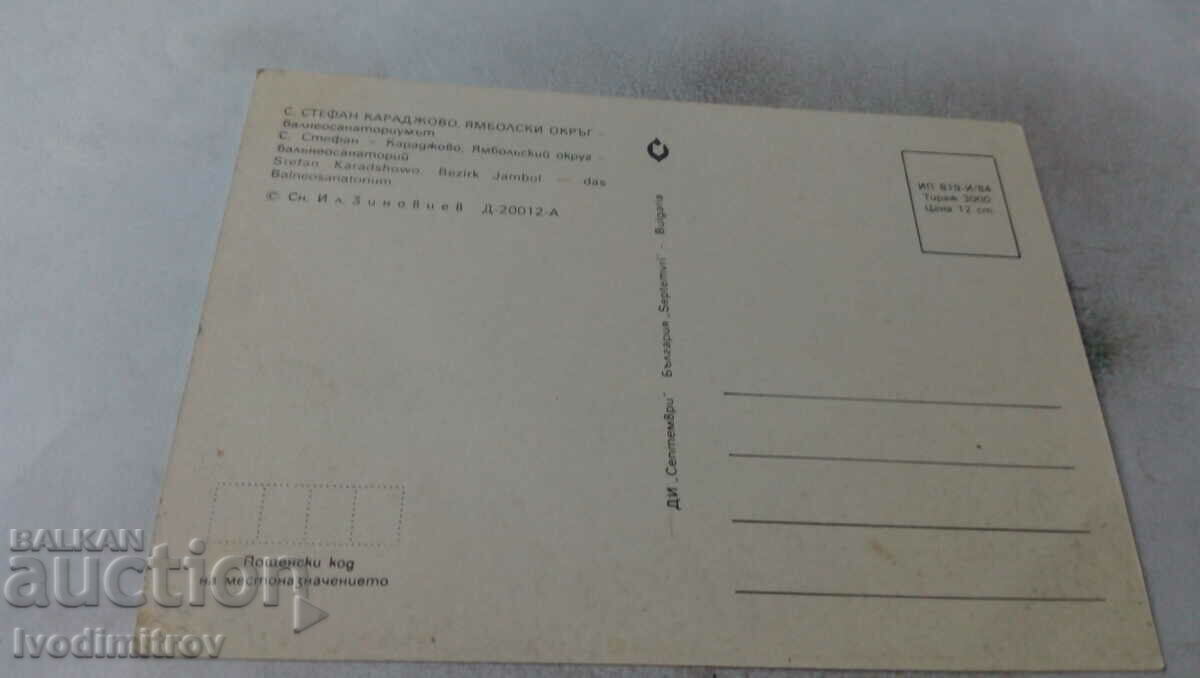 С. СТЕФАН КАРАДЖОВО, ЯМБОЛСКИ ОКРЪГ –
балнеосанаториумът
С. Стефан – Караджово, Ямбольский округ –
бальнеосанаторий
Stefan Karadshowo, Bezirk Jambol — das
Balneosanatorium
© Сн. Ил. Зиновиев Д-20012-А
ДИ „Септември" България „Septemvri" - Bulgaria
ИП 819-И/84
Тираж 3000
Цена 12 ст.
Пощенски код
на местоназначението
BALKAN
auction
Ivodimitrov